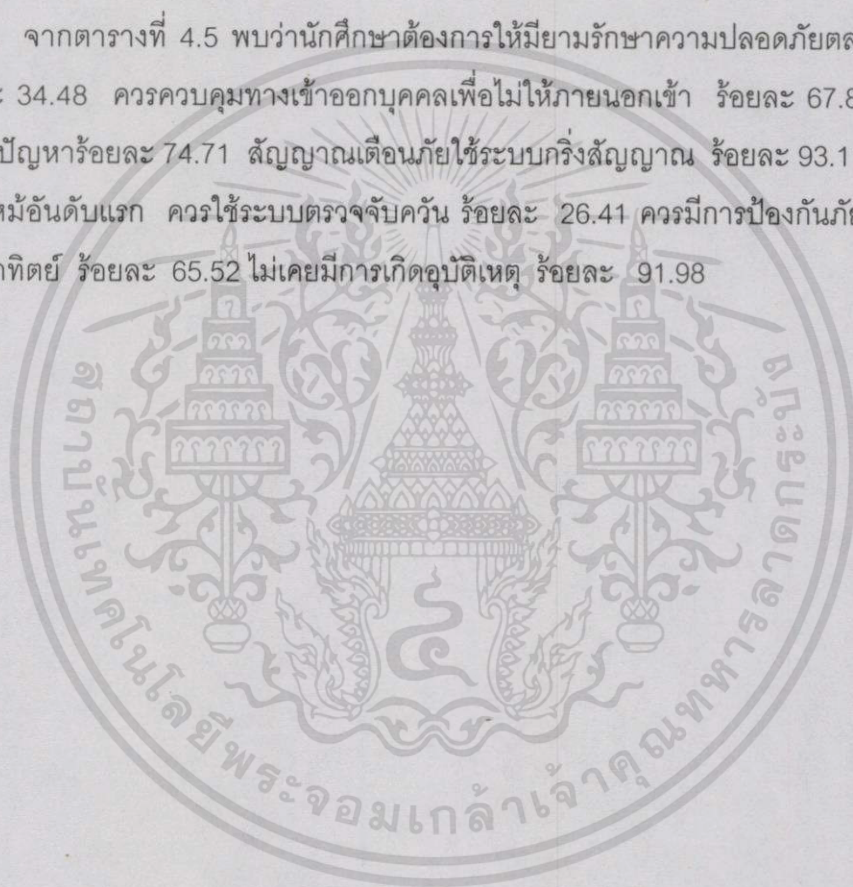 จากตารางที่ 4.5 พบว่านักศึกษาต้องการให้มียามรักษาความปลอดภัยตล
34.48 ควรควบคุมทางเข้าออกบุคคลเพื่อไม่ให้ภายนอกเข้า ร้อยละ 67.8
ปัญหาร้อยละ 74.71 สัญญาณเตือนภัยใช้ระบบกริ่งสัญญาณ ร้อยละ 93.1
หม้อันดับแรก ควรใช้ระบบตรวจจับควัน ร้อยละ 26.41 ควรมีการป้องกันภัย
าทิตย์ ร้อยละ 65.52 ไม่เคยมีการเกิดอุบัติเหตุ ร้อยละ 91.98
สถาบันเทคโนโลยีพระจอมเกล้าเจ้าคุณทหารลาดกระบัง